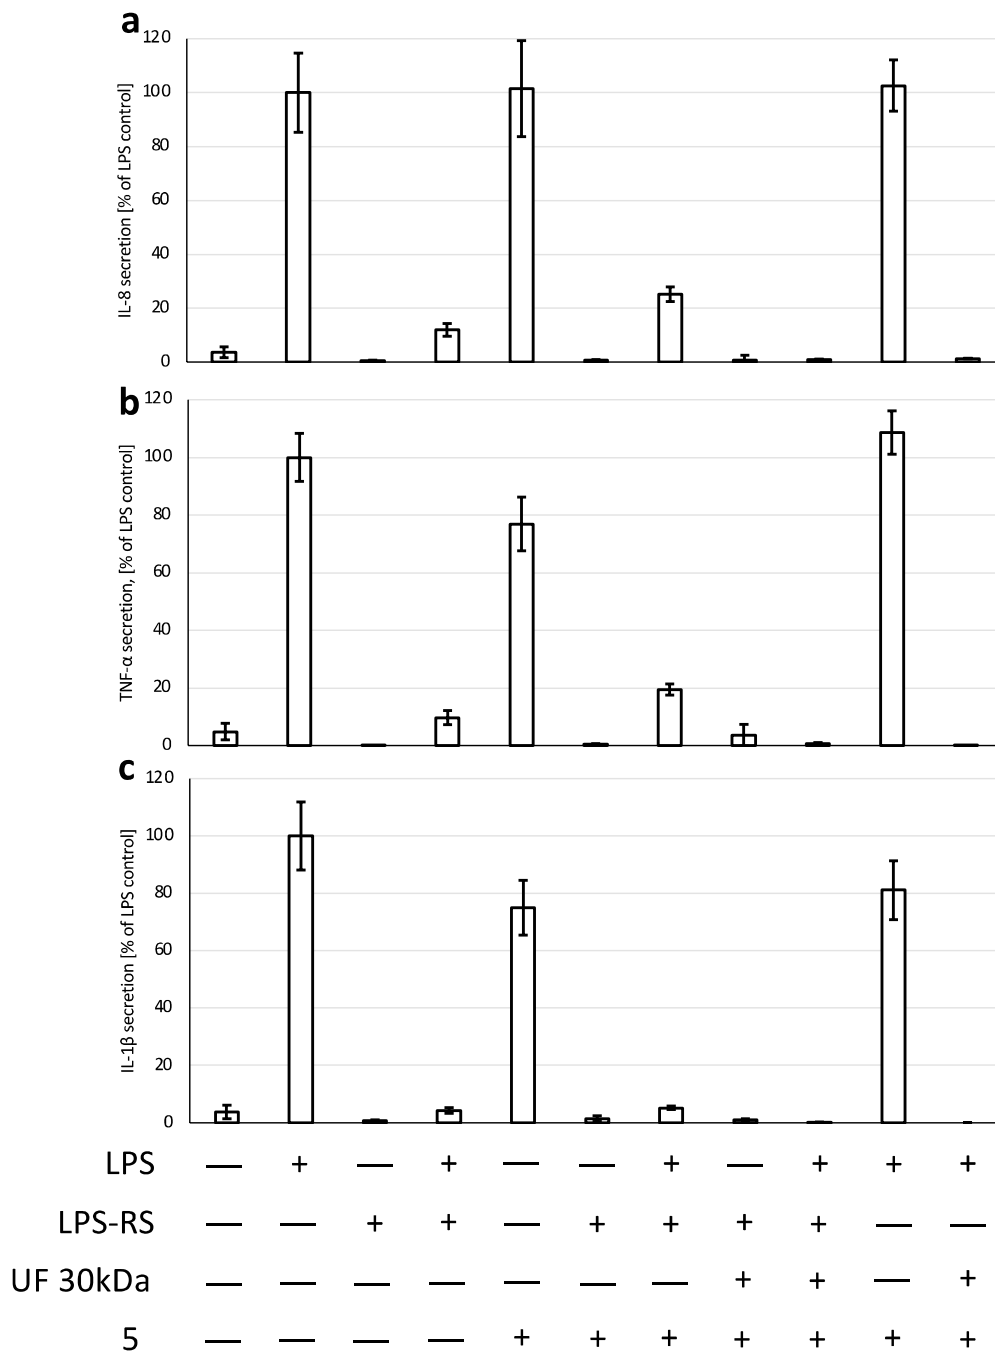 a
IL-8 secretion [% of LPS control]
120
100
80
60
40
20
0
b
TNF-α secretion, [% of LPS control]
120
100
80
60
40
20
0
c
IL-1β secretion [% of LPS control]
120
100
80
60
40
20
0
LPS — + — + — — + — + + +
LPS-RS — — + + — + + + + — —
UF 30kDa — — — — — — — + + — +
5 — — — — + + + + + + +